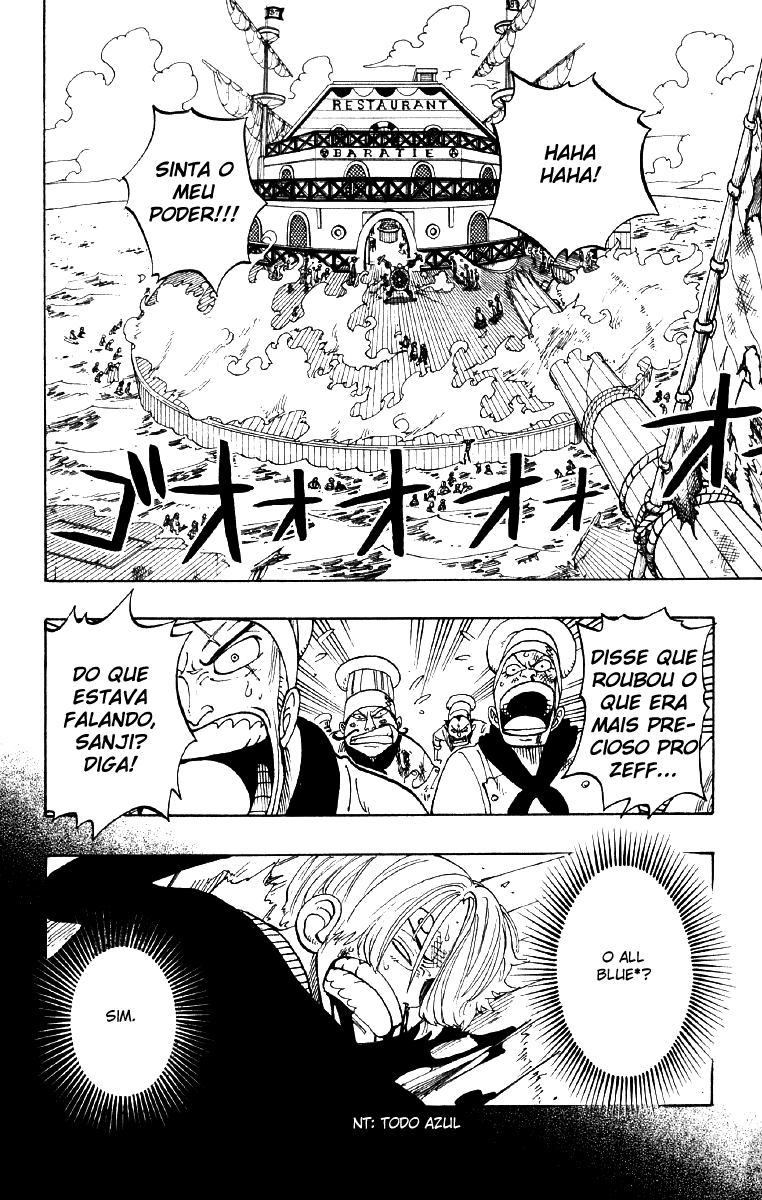 RESTAURANT
BARATIE
HAHA
HAHA!
SINTA O
MEU
PODER!!!
ゴオオオオオオ
DISSE QUE
ROUBOU O
QUE ERA
MAIS PRE-
CIOSO PRO
ZEFF...
DO QUE
ESTAVA
FALANDO,
SANJI?
DIGA!
O ALL
BLUE*?
SIM.
NT: TODO AZUL